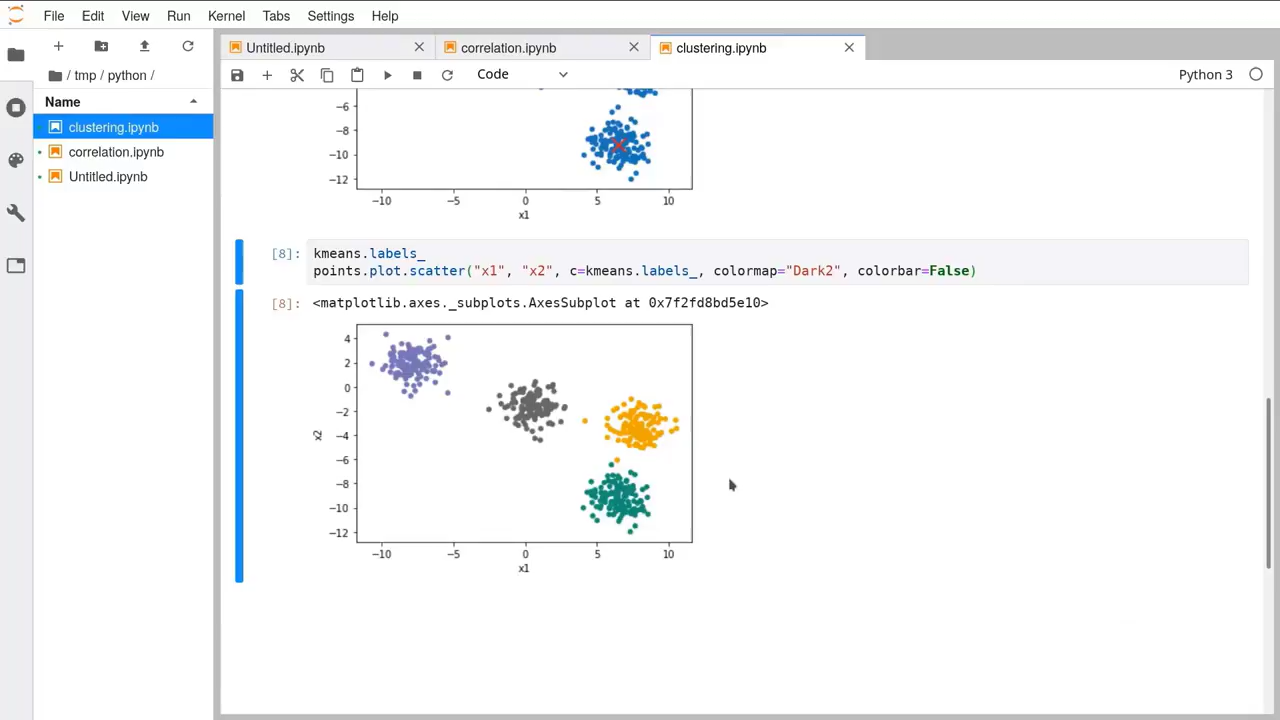 File Edit View Run Kernel Tabs Settings Help
Untitled.ipynb correlation.ipynb clustering.ipynb
/ tmp / python /
Code
Python 3
Name
clustering.ipynb
correlation.ipynb
Untitled.ipynb
−6
−8
−10
−12
−10 −5 0 5 10
x1
[8]: kmeans.labels_
points.plot.scatter("x1", "x2", c=kmeans.labels_, colormap="Dark2", colorbar=False)
[8]: <matplotlib.axes._subplots.AxesSubplot at 0x7f2fd8bd5e10>
4
2
0
−2
−4
−6
−8
−10
−12
x2
−10 −5 0 5 10
x1